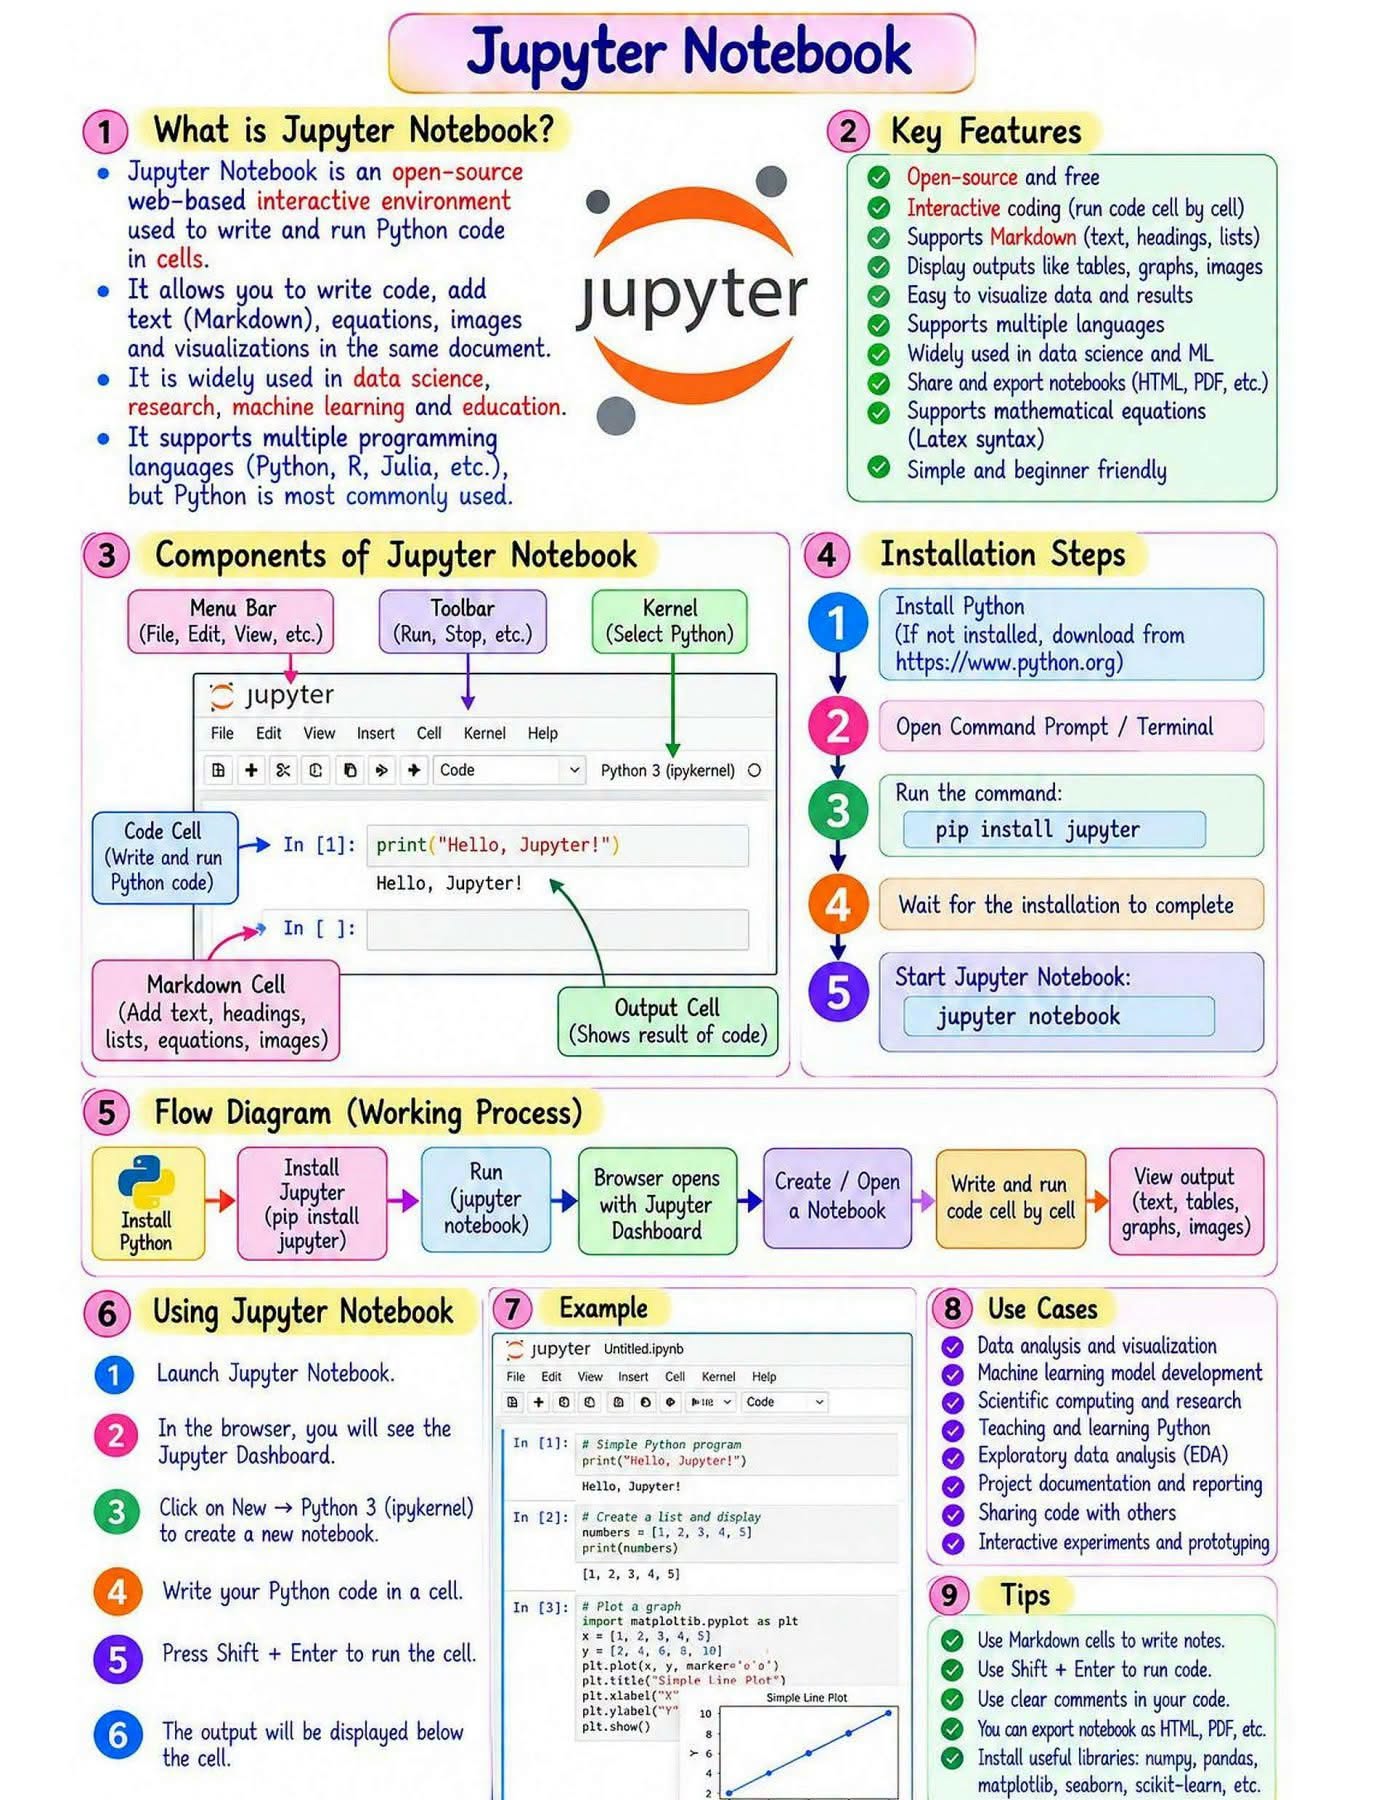 Jupyter Notebook
1 What is Jupyter Notebook?
Jupyter Notebook is an open-source
web-based interactive environment
used to write and run Python code
in cells.
It allows you to write code, add
text (Markdown), equations, images
and visualizations in the same document.
It is widely used in data science,
research, machine learning and education.
It supports multiple programming
languages (Python, R, Julia, etc.),
but Python is most commonly used.
jupyter
2 Key Features
Open-source and free
Interactive coding (run code cell by cell)
Supports Markdown (text, headings, lists)
Display outputs like tables, graphs, images
Easy to visualize data and results
Supports multiple languages
Widely used in data science and ML
Share and export notebooks (HTML, PDF, etc.)
Supports mathematical equations
(Latex syntax)
Simple and beginner friendly
3 Components of Jupyter Notebook
Menu Bar
(File, Edit, View, etc.)
Toolbar
(Run, Stop, etc.)
Kernel
(Select Python)
jupyter
File Edit View Insert Cell Kernel Help
Code Python 3 (ipykernel)
Code Cell
(Write and run
Python code)
In [1]: print("Hello, Jupyter!")
Hello, Jupyter!
In [ ]:
Markdown Cell
(Add text, headings,
lists, equations, images)
Output Cell
(Shows result of code)
4 Installation Steps
1 Install Python
(If not installed, download from
https://www.python.org)
2 Open Command Prompt / Terminal
3 Run the command:
pip install jupyter
4 Wait for the installation to complete
5 Start Jupyter Notebook:
jupyter notebook
5 Flow Diagram (Working Process)
Install
Python
Install
Jupyter
(pip install
jupyter)
Run
(jupyter
notebook)
Browser opens
with Jupyter
Dashboard
Create / Open
a Notebook
Write and run
code cell by cell
View output
(text, tables,
graphs, images)
6 Using Jupyter Notebook
1 Launch Jupyter Notebook.
2 In the browser, you will see the
Jupyter Dashboard.
3 Click on New → Python 3 (ipykernel)
to create a new notebook.
4 Write your Python code in a cell.
5 Press Shift + Enter to run the cell.
6 The output will be displayed below
the cell.
7 Example
jupyter Untitled.ipynb
File Edit View Insert Cell Kernel Help
Code
In [1]: # Simple Python program
print("Hello, Jupyter!")
Hello, Jupyter!
In [2]: # Create a list and display
numbers = [1, 2, 3, 4, 5]
print(numbers)
[1, 2, 3, 4, 5]
In [3]: # Plot a graph
import matploltib.pyplot as plt
x = [1, 2, 3, 4, 5]
y = [2, 4, 6, 8, 10]
plt.plot(x, y, marker='o'o')
plt.title("Simple Line Plot")
plt.xlabel("X"
plt.ylabel("Y"
plt.show()
Simple Line Plot
10
8
Y 6
4
2
8 Use Cases
Data analysis and visualization
Machine learning model development
Scientific computing and research
Teaching and learning Python
Exploratory data analysis (EDA)
Project documentation and reporting
Sharing code with others
Interactive experiments and prototyping
9 Tips
Use Markdown cells to write notes.
Use Shift + Enter to run code.
Use clear comments in your code.
You can export notebook as HTML, PDF, etc.
Install useful libraries: numpy, pandas,
matplotlib, seaborn, scikit-learn, etc.